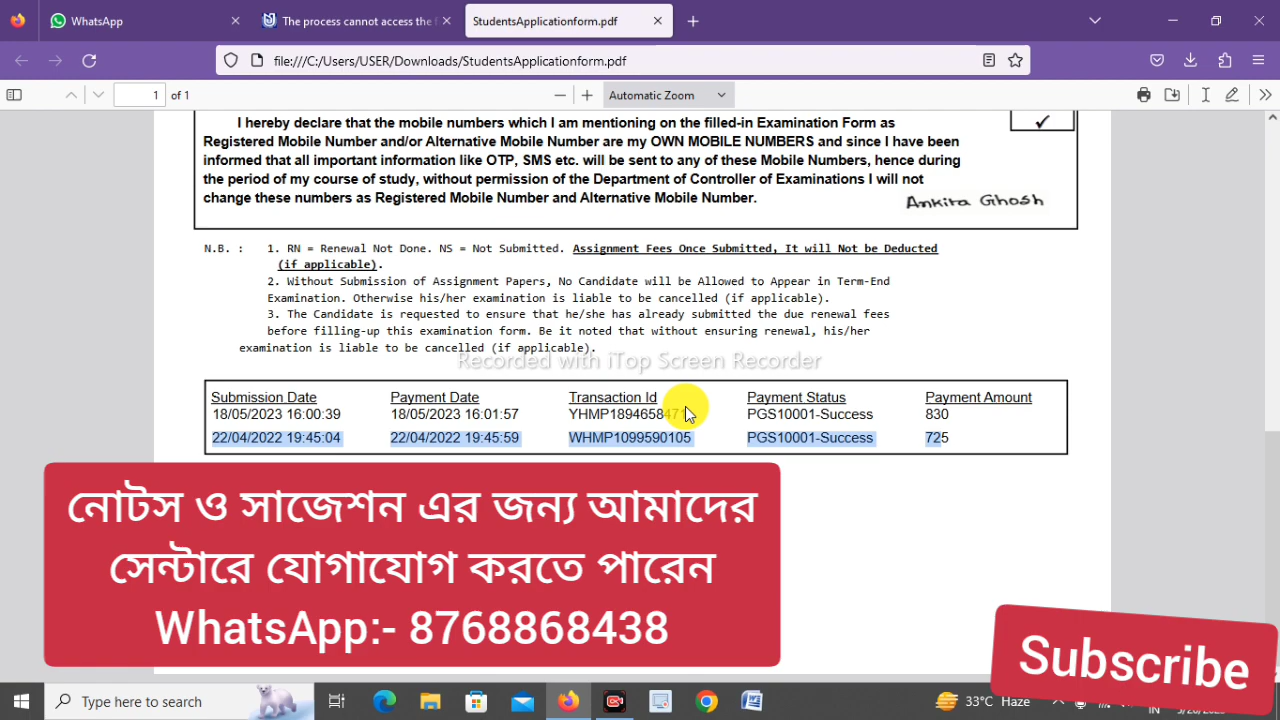 WhatsApp
The process cannot access the
StudentsApplicationform.pdf
file:///C:/Users/USER/Downloads/StudentsApplicationform.pdf
1 of 1
Automatic Zoom
I hereby declare that the mobile numbers which I am mentioning on the filled-in Examination Form as
Registered Mobile Number and/or Alternative Mobile Number are my OWN MOBILE NUMBERS and since I have been
informed that all important information like OTP, SMS etc. will be sent to any of these Mobile Numbers, hence during
the period of my course of study, without permission of the Department of Controller of Examinations I will not
change these numbers as Registered Mobile Number and Alternative Mobile Number.
Ankita Ghosh
N.B. : 1. RN = Renewal Not Done. NS = Not Submitted. Assignment Fees Once Submitted, It will Not be Deducted
(if applicable).
2. Without Submission of Assignment Papers, No Candidate will be Allowed to Appear in Term-End
Examination. Otherwise his/her examination is liable to be cancelled (if applicable).
3. The Candidate is requested to ensure that he/she has already submitted the due renewal fees
before filling-up this examination form. Be it noted that without ensuring renewal, his/her
examination is liable to be cancelled (if applicable).
Recorded with iTop Screen Recorder
Submission Date Payment Date Transaction Id Payment Status Payment Amount
18/05/2023 16:00:39 18/05/2023 16:01:57 PGS10001-Success 830
22/04/2022 19:45:04 22/04/2022 19:45:59 WHMP1099590105 PGS10001-Success 725
নোটস ও সাজেশন এর জন্য আমাদের
সেন্টারে যোগাযোগ করতে পারেন
WhatsApp:- 8768868438
Subscribe
Type here to search
33°C Haze
IN